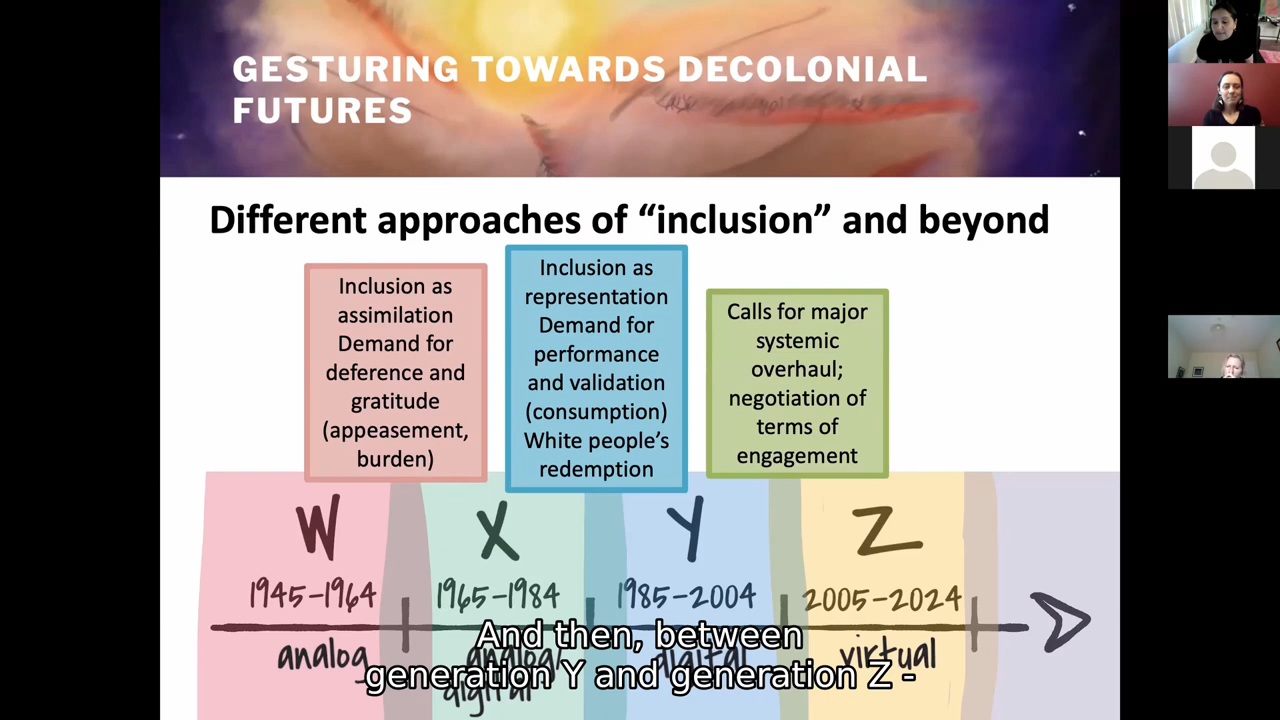 GESTURING TOWARDS DECOLONIAL
FUTURES
Different approaches of “inclusion” and beyond
Inclusion as
assimilation
Demand for
deference and
gratitude
(appeasement,
burden)
Inclusion as
representation
Demand for
performance
and validation
(consumption)
White people’s
redemption
Calls for major
systemic
overhaul;
negotiation of
terms of
engagement
W
X
Y
Z
1945-1964
1965-1984
1985-2004
2005-2024
analog
analog/
digital
digital
virtual
And then, between
generation Y and generation Z -